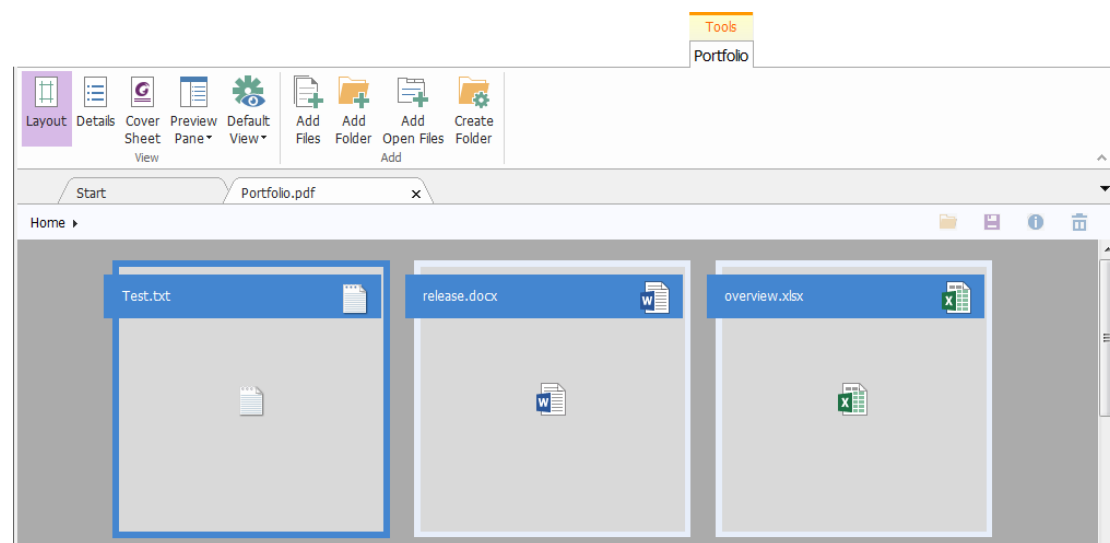 Tools
Portfolio
Layout Details Cover Preview Default Add Add Add Create
Sheet Pane View Files Folder Open Files Folder
View Add
Start Portfolio.pdf
Home
Test.txt release.docx overview.xlsx